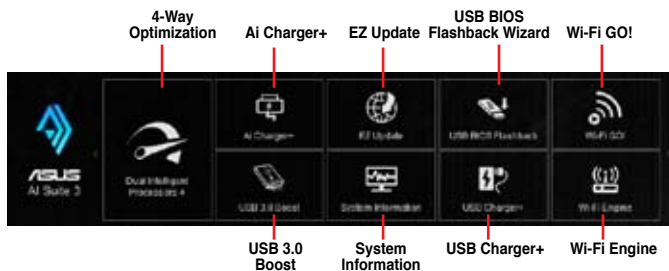 4-Way
Optimization
Ai Charger+
EZ Update
USB BIOS
Flashback Wizard
Wi-Fi GO!
ASUS
AI Suite 3
Dual Intelligent
Processors 4
Ai Charger+
EZ Update
USB BIOS Flashback
Wi-Fi GO!
USB 3.0 Boost
System Information
USB Charger+
Wi-Fi Engine
USB 3.0
Boost
System
Information
USB Charger+
Wi-Fi Engine